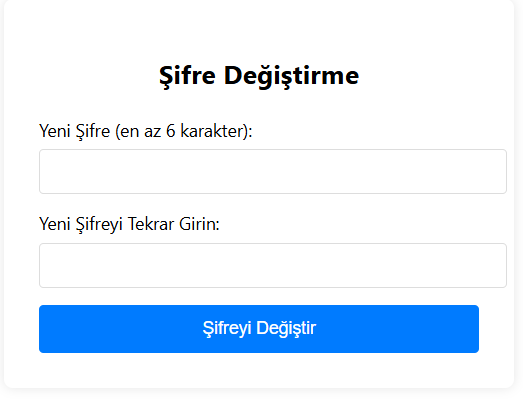 Şifre Değiştirme
Yeni Şifre (en az 6 karakter):
Yeni Şifreyi Tekrar Girin:
Şifreyi Değiştir